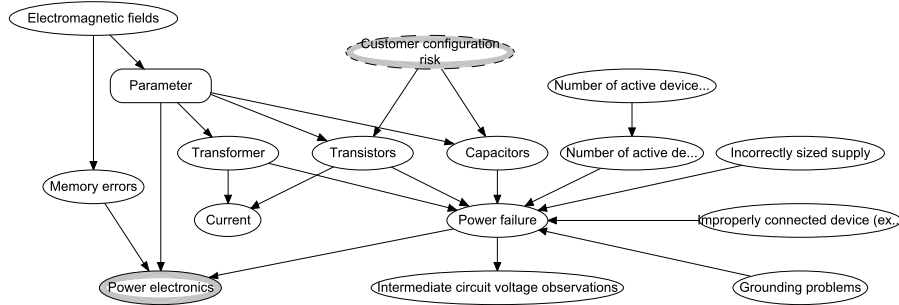 Electromagnetic fields
Customer configuration
risk
Parameter
Number of active device...
Transformer
Transistors
Capacitors
Number of active de...
Incorrectly sized supply
Memory errors
Current
Power failure
Improperly connected device (ex...
Power electronics
Intermediate circuit voltage observations
Grounding problems